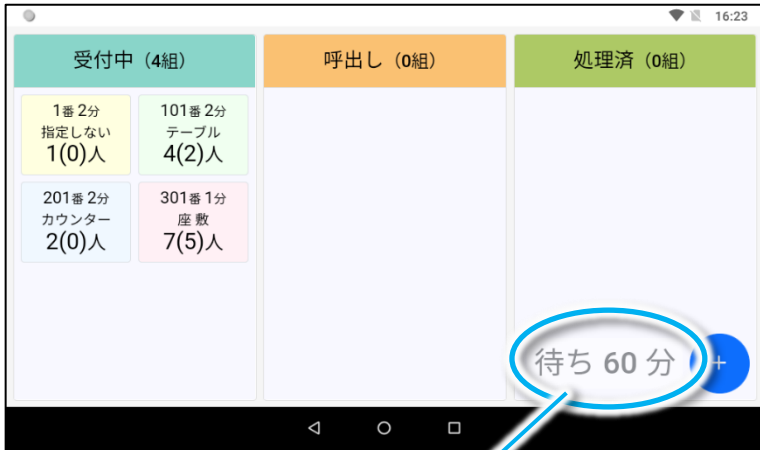 16:23
受付中（4組）
呼出し（0組）
処理済（0組）
1番 2分
指定しない
1(0)人
101番 2分
テーブル
4(2)人
201番 2分
カウンター
2(0)人
301番 1分
座 敷
7(5)人
待ち 60 分
+